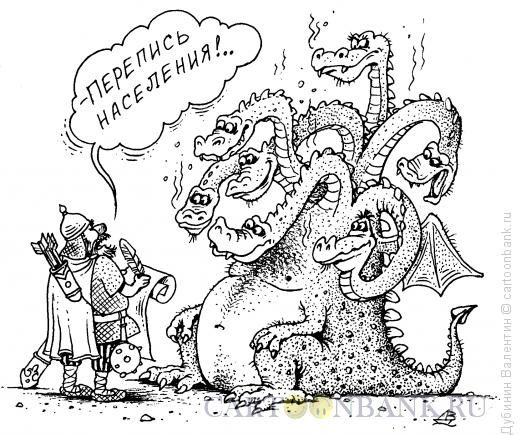 -ПЕРЕПИСЬ
НАСЕЛЕНИЯ!..
CARTOONBANK.RU
Дубинин Валентин © cartoonbank.ru